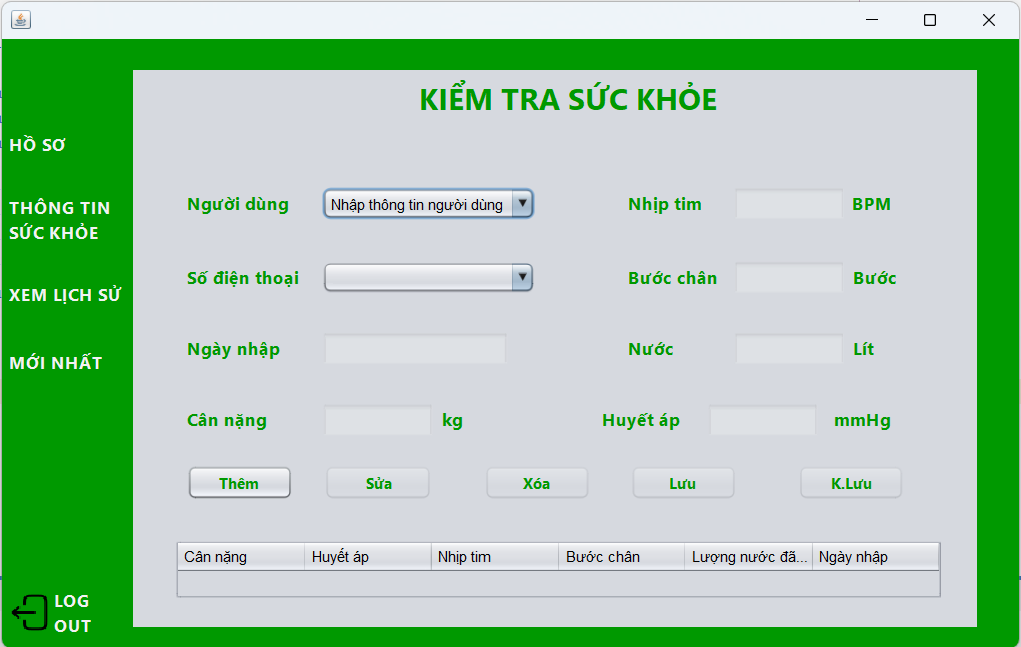 KIỂM TRA SỨC KHỎE
HỒ SƠ
THÔNG TIN
SỨC KHỎE
XEM LỊCH SỬ
MỚI NHẤT
LOG
OUT
Người dùng Nhập thông tin người dùng Nhịp tim BPM
Số điện thoại Bước chân Bước
Ngày nhập Nước Lít
Cân nặng kg Huyết áp mmHg
Thêm Sửa Xóa Lưu K.Lưu
Cân nặng Huyết áp Nhịp tim Bước chân Lượng nước đã... Ngày nhập